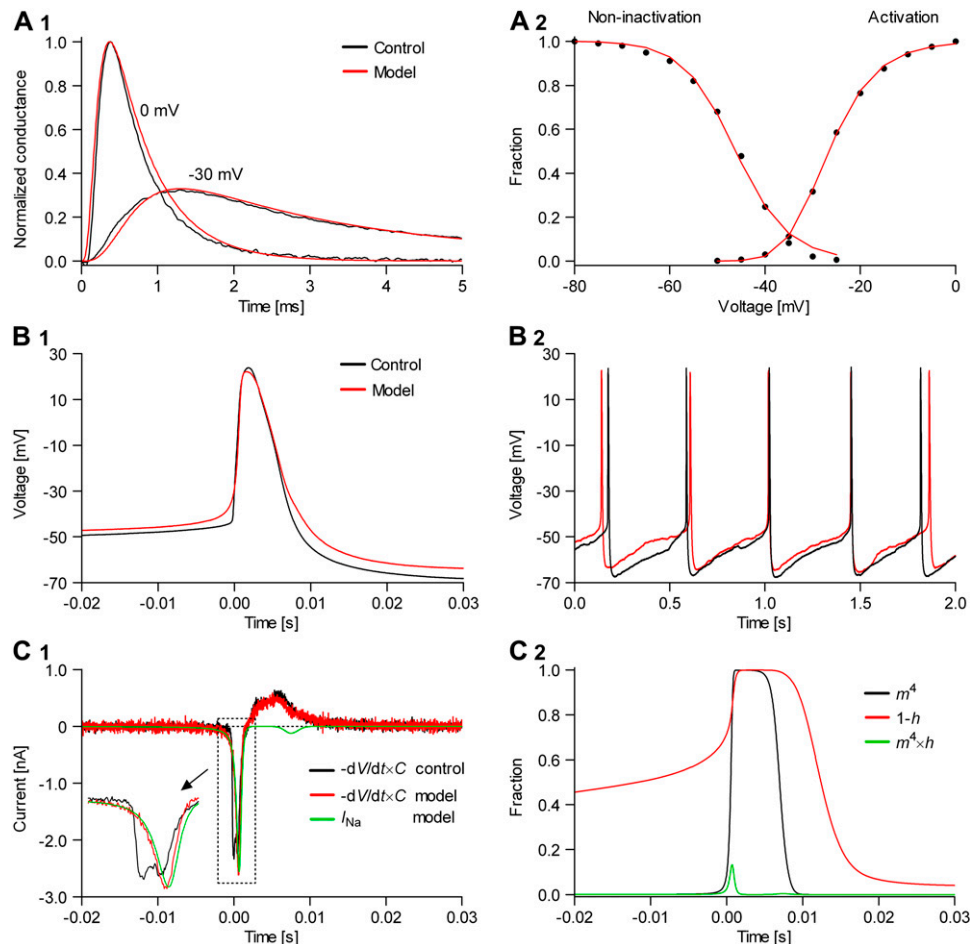 A 1
Control
Model
0 mV
-30 mV
Normalized conductance
1.0
0.8
0.6
0.4
0.2
0.0
0 1 2 3 4 5
Time [ms]
A 2
Non-inactivation Activation
Fraction
1.0
0.8
0.6
0.4
0.2
0.0
-80 -60 -40 -20 0
Voltage [mV]
B 1
Control
Model
Voltage [mV]
30
10
-10
-30
-50
-70
-0.02 -0.01 0.00 0.01 0.02 0.03
Time [s]
B 2
Voltage [mV]
30
10
-10
-30
-50
-70
0.0 0.5 1.0 1.5 2.0
Time [s]
C 1
Current [nA]
1.0
0
-1.0
-2.0
-3.0
-dV/dt×C control
-dV/dt×C model
INa model
-0.02 -0.01 0.00 0.01 0.02 0.03
Time [s]
C 2
m⁴
1-h
m⁴×h
Fraction
1.0
0.8
0.6
0.4
0.2
0.0
-0.02 -0.01 0.00 0.01 0.02 0.03
Time [s]